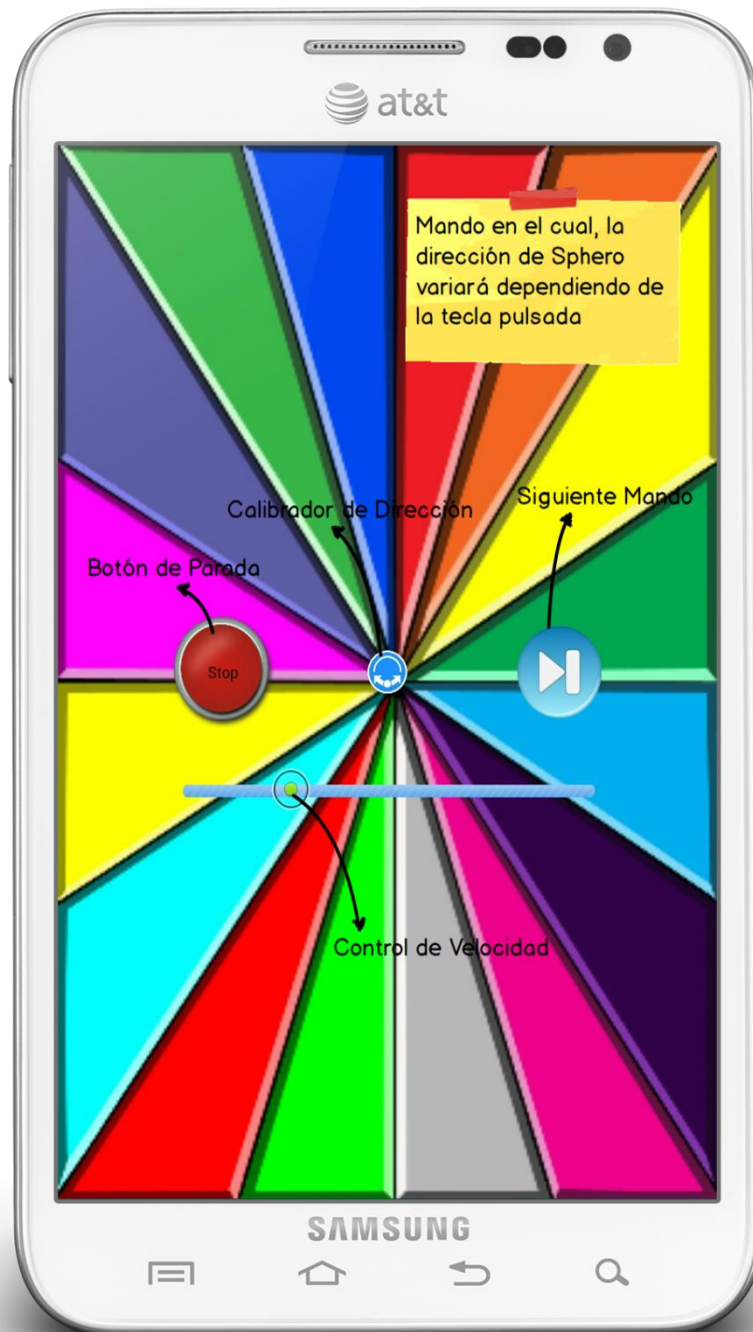 at&t
Mando en el cual, la
dirección de Sphero
variará dependiendo de
la tecla pulsada
Siguiente Mando
Calibrador de Dirección
Botón de Parada
Stop
Control de Velocidad
SAMSUNG